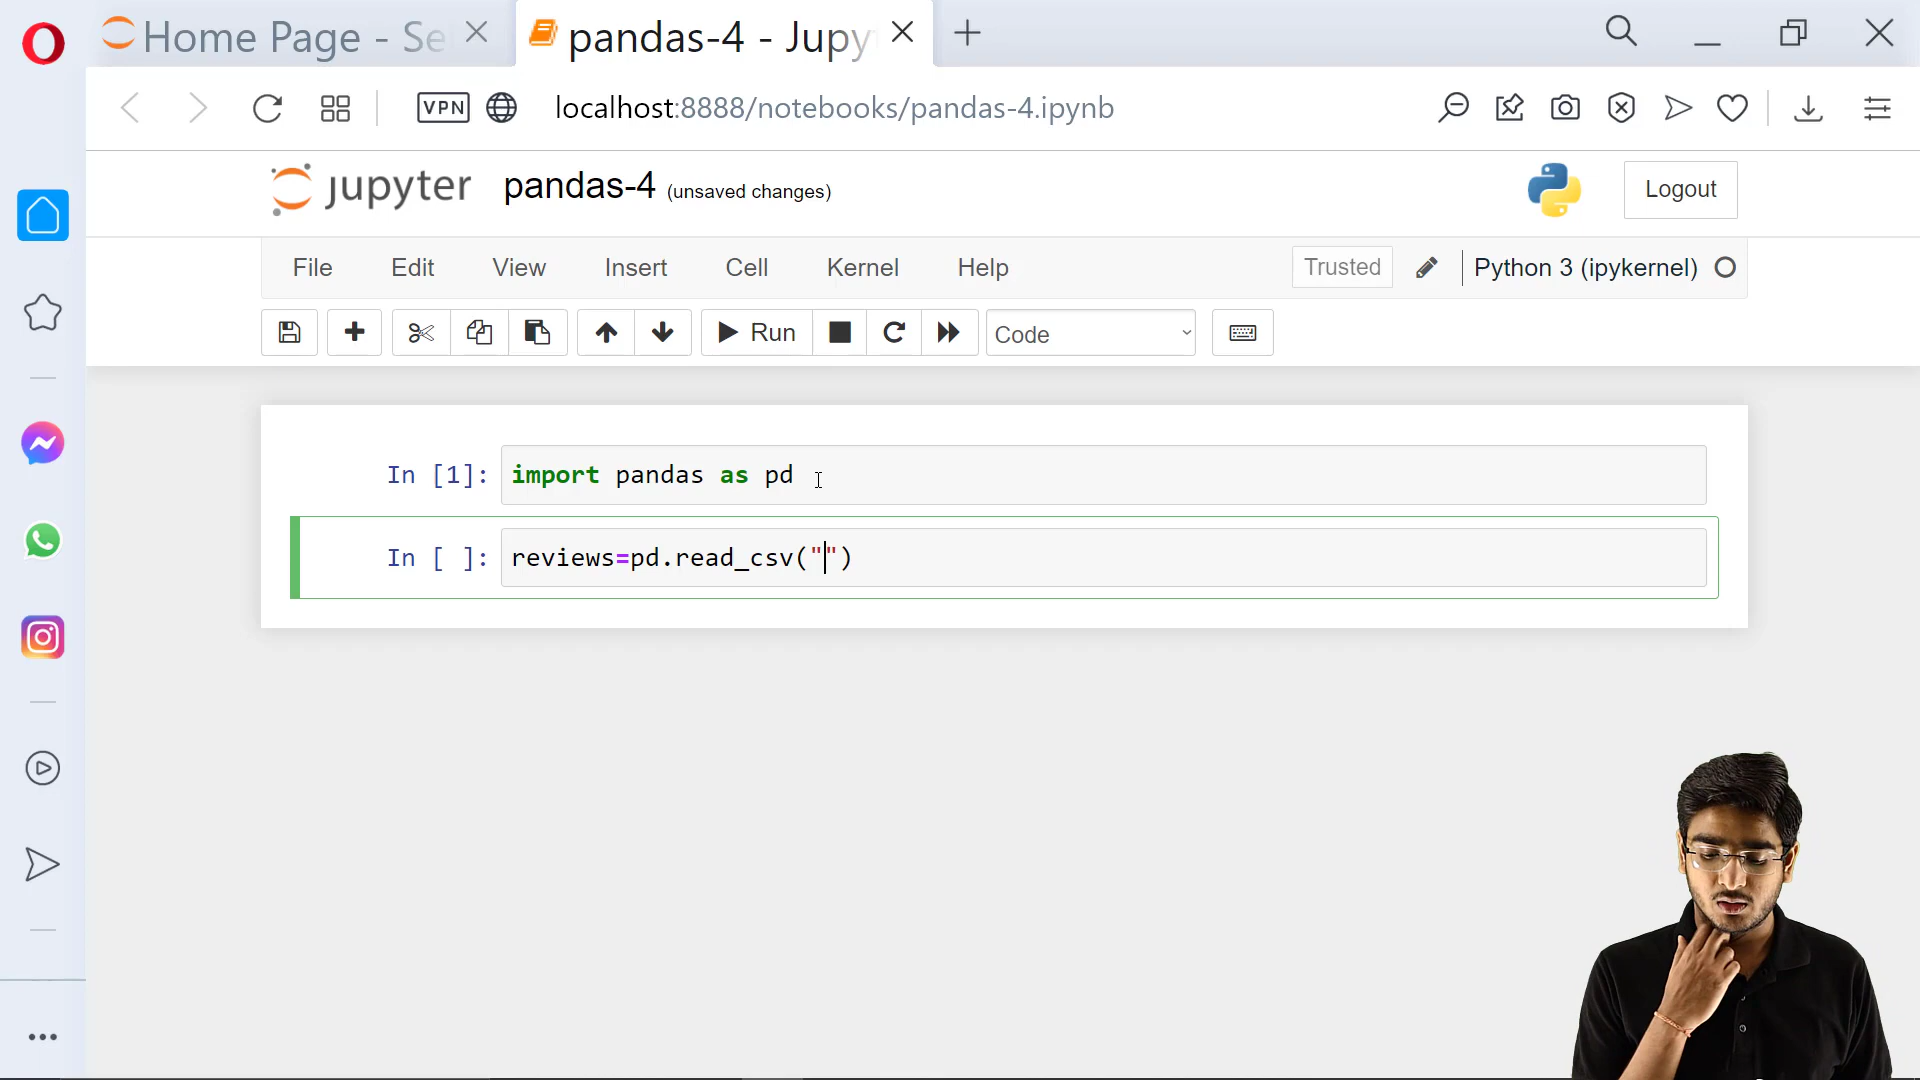 Home Page - Se
pandas-4 - Jupy
VPN
localhost:8888/notebooks/pandas-4.ipynb
jupyter
pandas-4 (unsaved changes)
Logout
File Edit View Insert Cell Kernel Help
Trusted
Python 3 (ipykernel)
Run
Code
In [1]: import pandas as pd
In [ ]: reviews=pd.read_csv("")